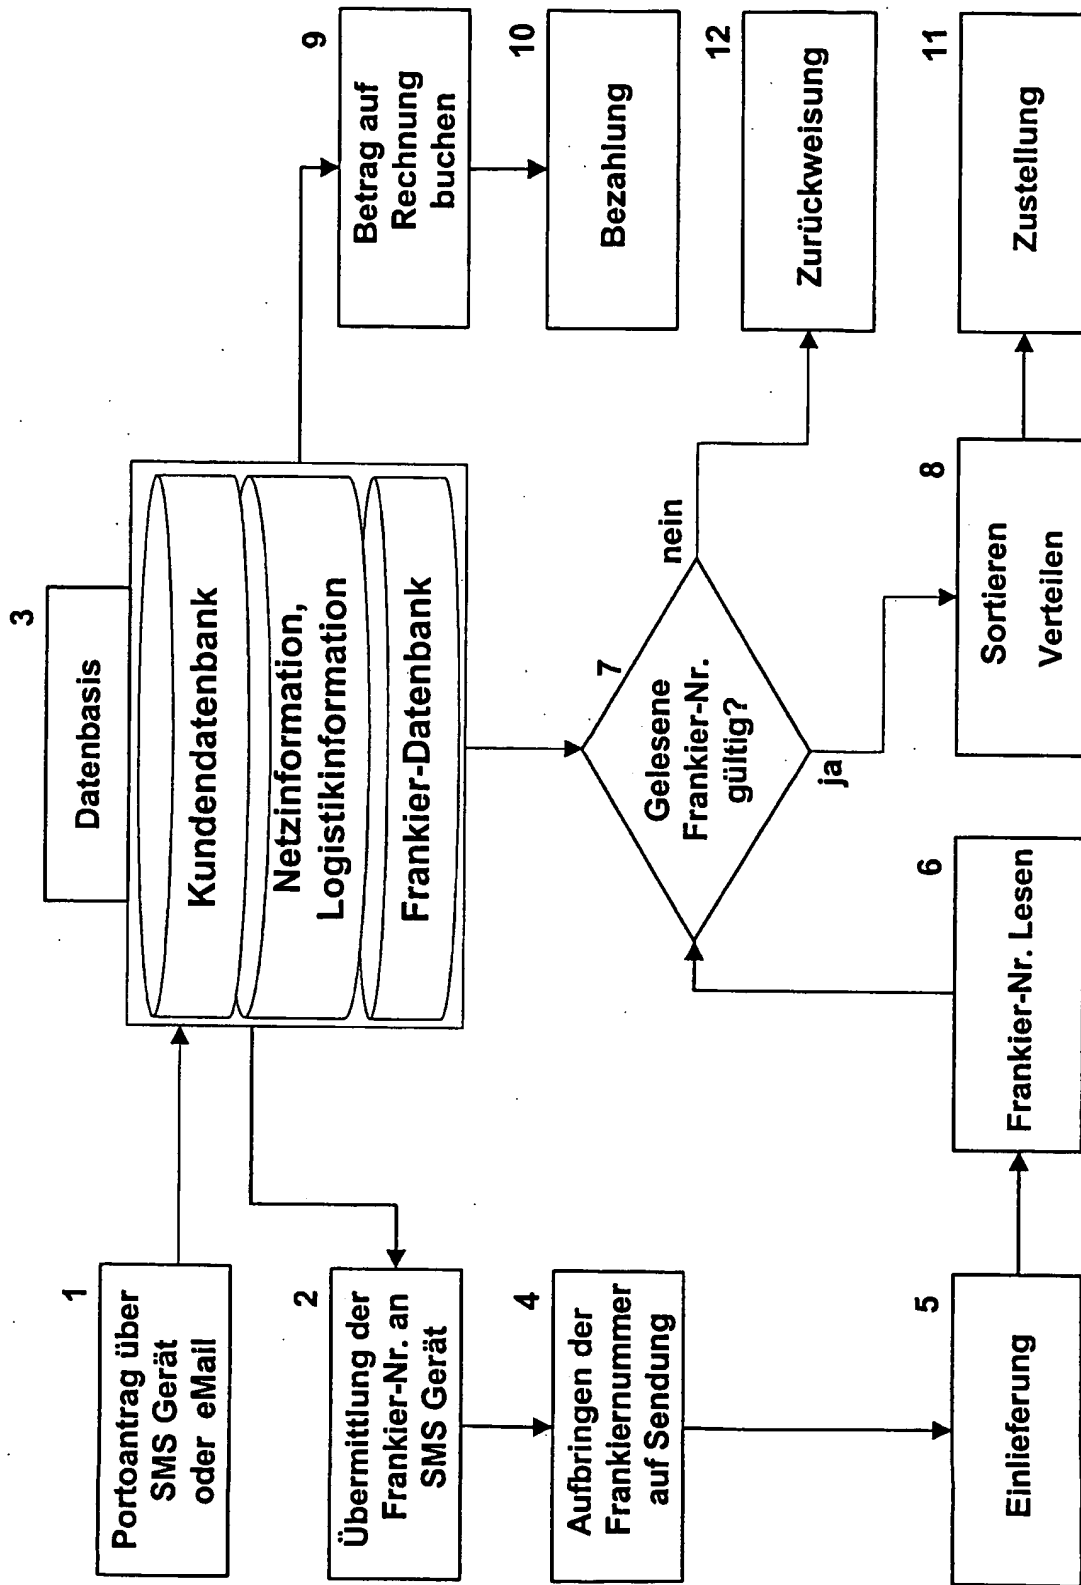 1
Portoantrag über
SMS Gerät
oder eMail
3
Datenbasis
Kundendatenbank
Netzinformation,
Logistikinformation
Frankier-Datenbank
2
Übermittlung der
Frankier-Nr. an
SMS Gerät
4
Aufbringen der
Frankiernummer
auf Sendung
5
Einlieferung
6
Frankier-Nr. Lesen
7
Gelesene
Frankier-Nr.
gültig?
nein
ja
8
Sortieren
Verteilen
9
Betrag auf
Rechnung
buchen
10
Bezahlung
12
Zurückweisung
11
Zustellung